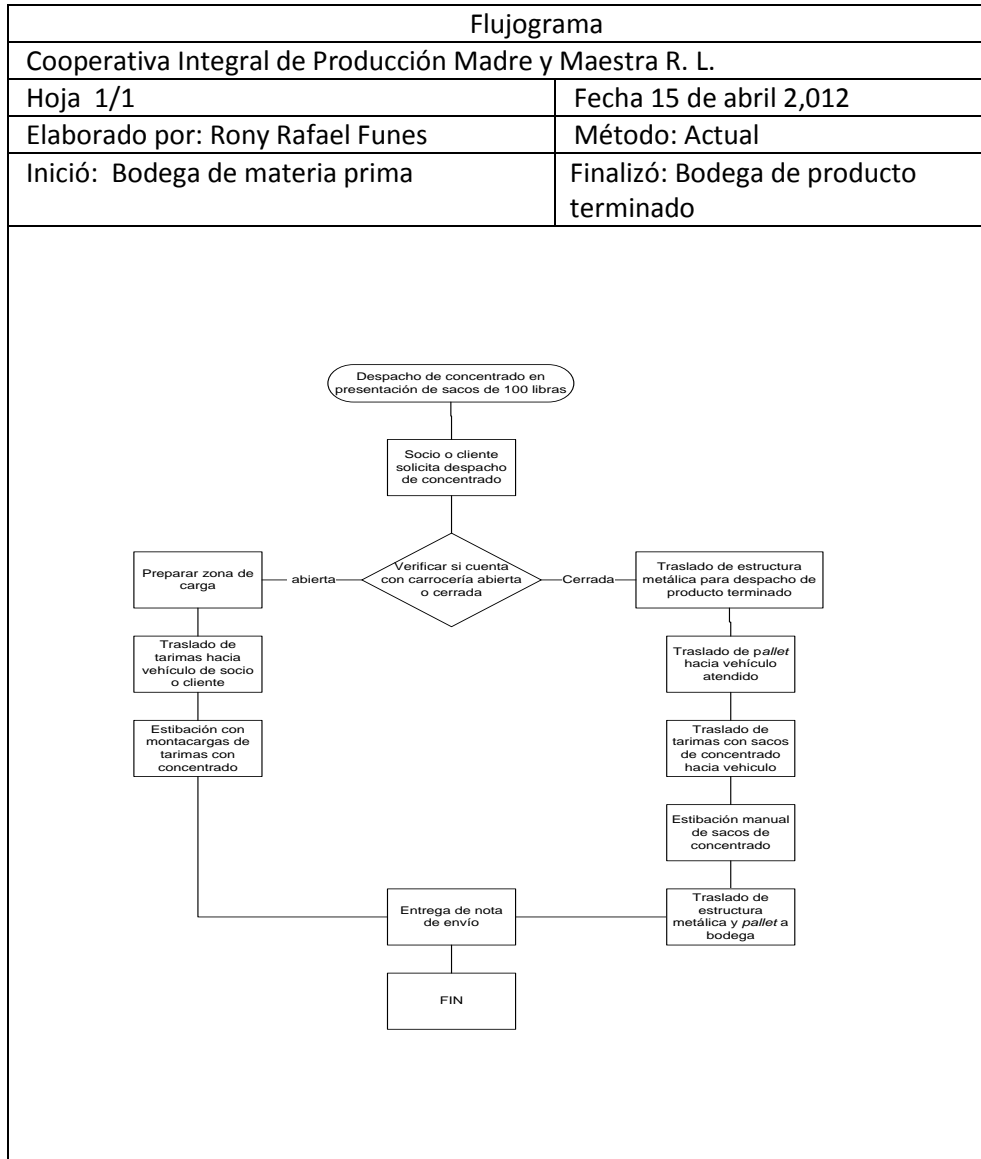 Flujograma
Cooperativa Integral de Producción Madre y Maestra R. L.
Hoja 1/1
Fecha 15 de abril 2,012
Elaborado por: Rony Rafael Funes
Método: Actual
Inició: Bodega de materia prima
Finalizó: Bodega de producto
terminado
Despacho de concentrado en
presentación de sacos de 100 libras
Socio o cliente
solicita despacho
de concentrado
Verificar si cuenta
con carrocería abierta
o cerrada
abierta
Preparar zona de
carga
Traslado de
tarimas hacia
vehículo de socio
o cliente
Estibación con
montacargas de
tarimas con
concentrado
Cerrada
Traslado de estructura
metálica para despacho de
producto terminado
Traslado de pallet
hacia vehículo
atendido
Traslado de
tarimas con sacos
de concentrado
hacia vehiculo
Estibación manual
de sacos de
concentrado
Traslado de
estructura
metálica y pallet a
bodega
Entrega de nota
de envío
FIN